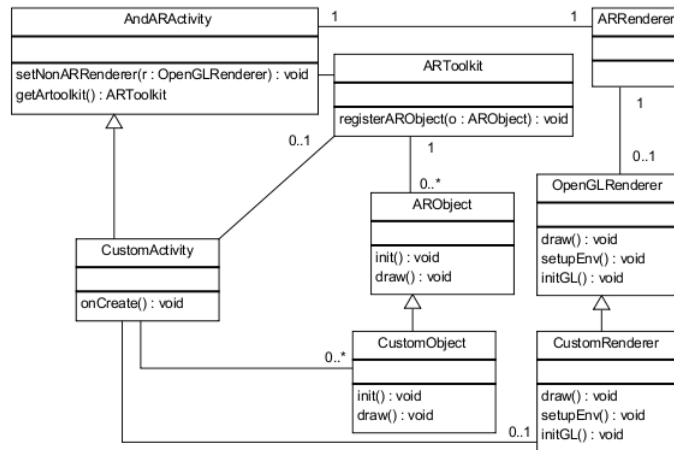 AndARActivity
setNonARRenderer(r : OpenGLRenderer) : void
getArtoolkit() : ARToolkit
1
1
ARRenderer
1
ARToolkit
registerARObject(o : ARObject) : void
0..1
1
0..*
0..1
ARObject
init() : void
draw() : void
OpenGLRenderer
draw() : void
setupEnv() : void
initGL() : void
CustomActivity
onCreate() : void
0..*
CustomObject
init() : void
draw() : void
CustomRenderer
draw() : void
setupEnv() : void
initGL() : void
0..1